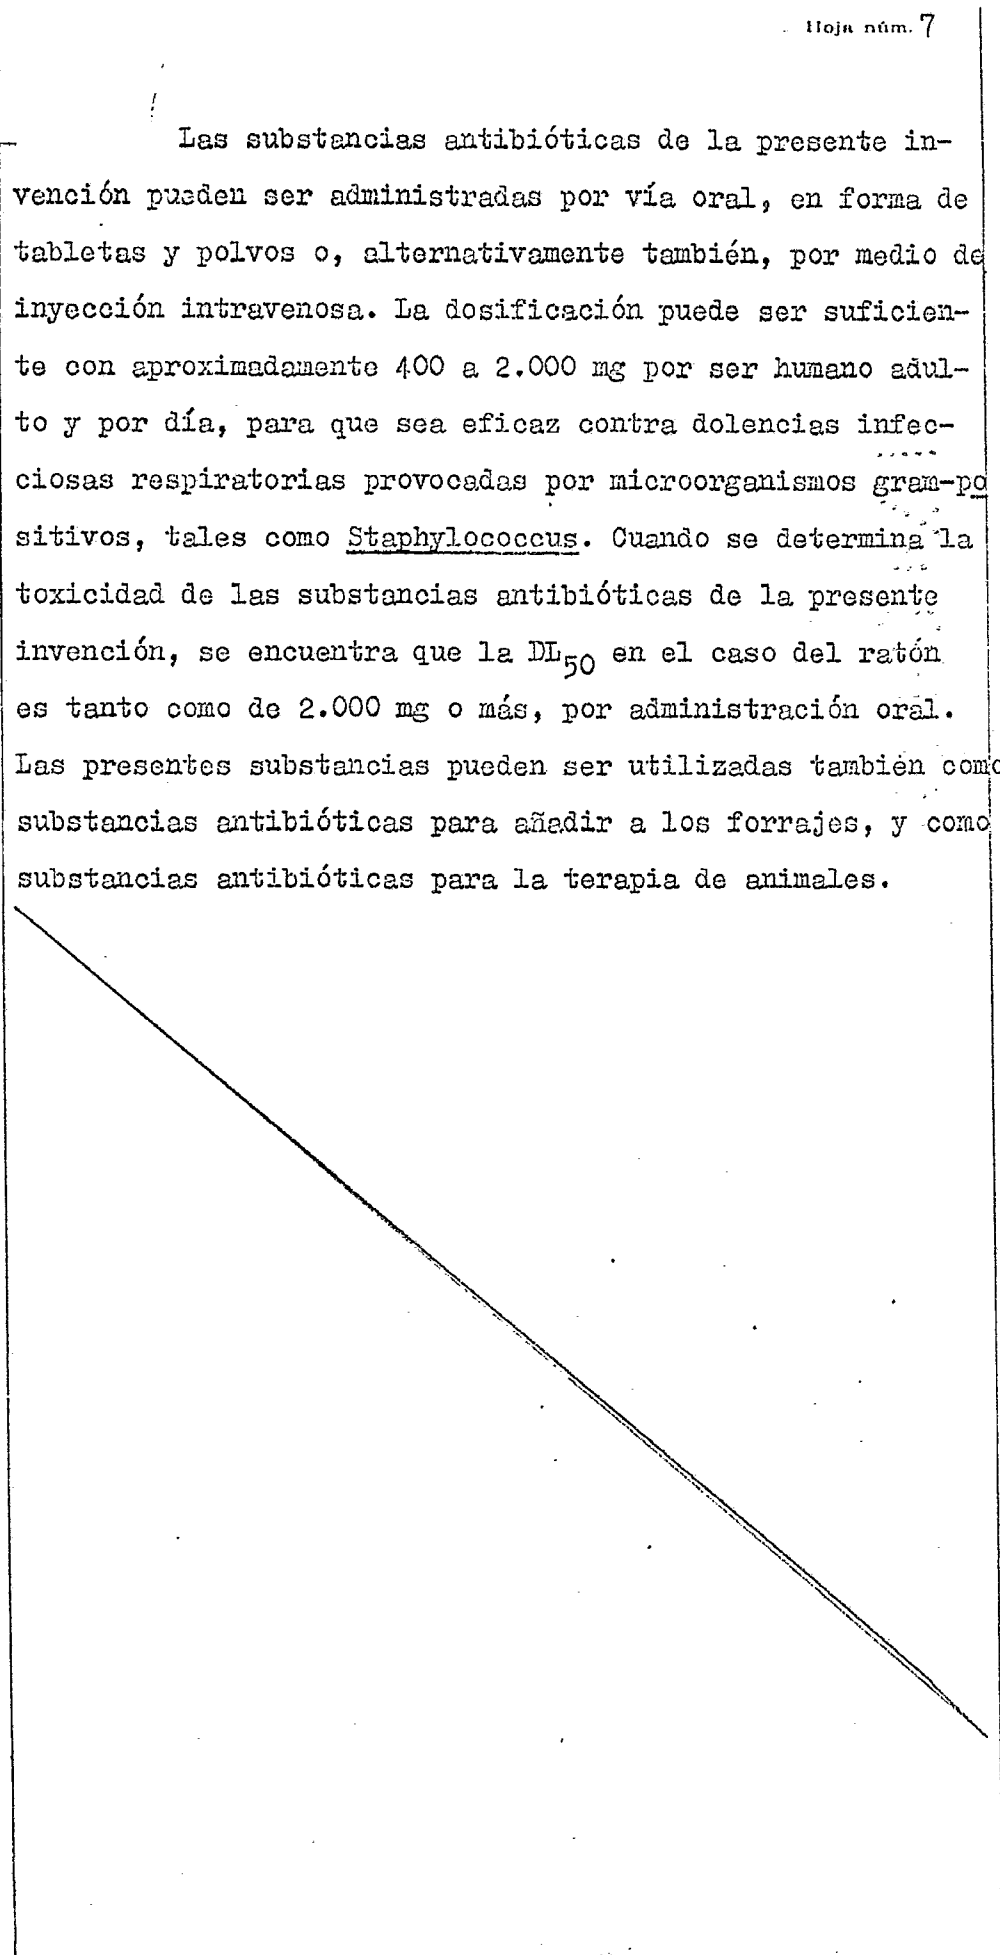 Hoja núm. 7
Las substancias antibióticas de la presente in-
vención pueden ser administradas por vía oral, en forma de
tabletas y polvos o, alternativamente también, por medio de
inyección intravenosa. La dosificación puede ser suficien-
te con aproximadamente 400 a 2.000 mg por ser humano adul-
to y por día, para que sea eficaz contra dolencias infec-
ciosas respiratorias provocadas por microorganismos gram-po
sitivos, tales como Staphylococcus. Cuando se determina la
toxicidad de las substancias antibióticas de la presente
invención, se encuentra que la DL50 en el caso del ratón
es tanto como de 2.000 mg o más, por administración oral.
Las presentes substancias pueden ser utilizadas también como
substancias antibióticas para añadir a los forrajes, y como
substancias antibióticas para la terapia de animales.